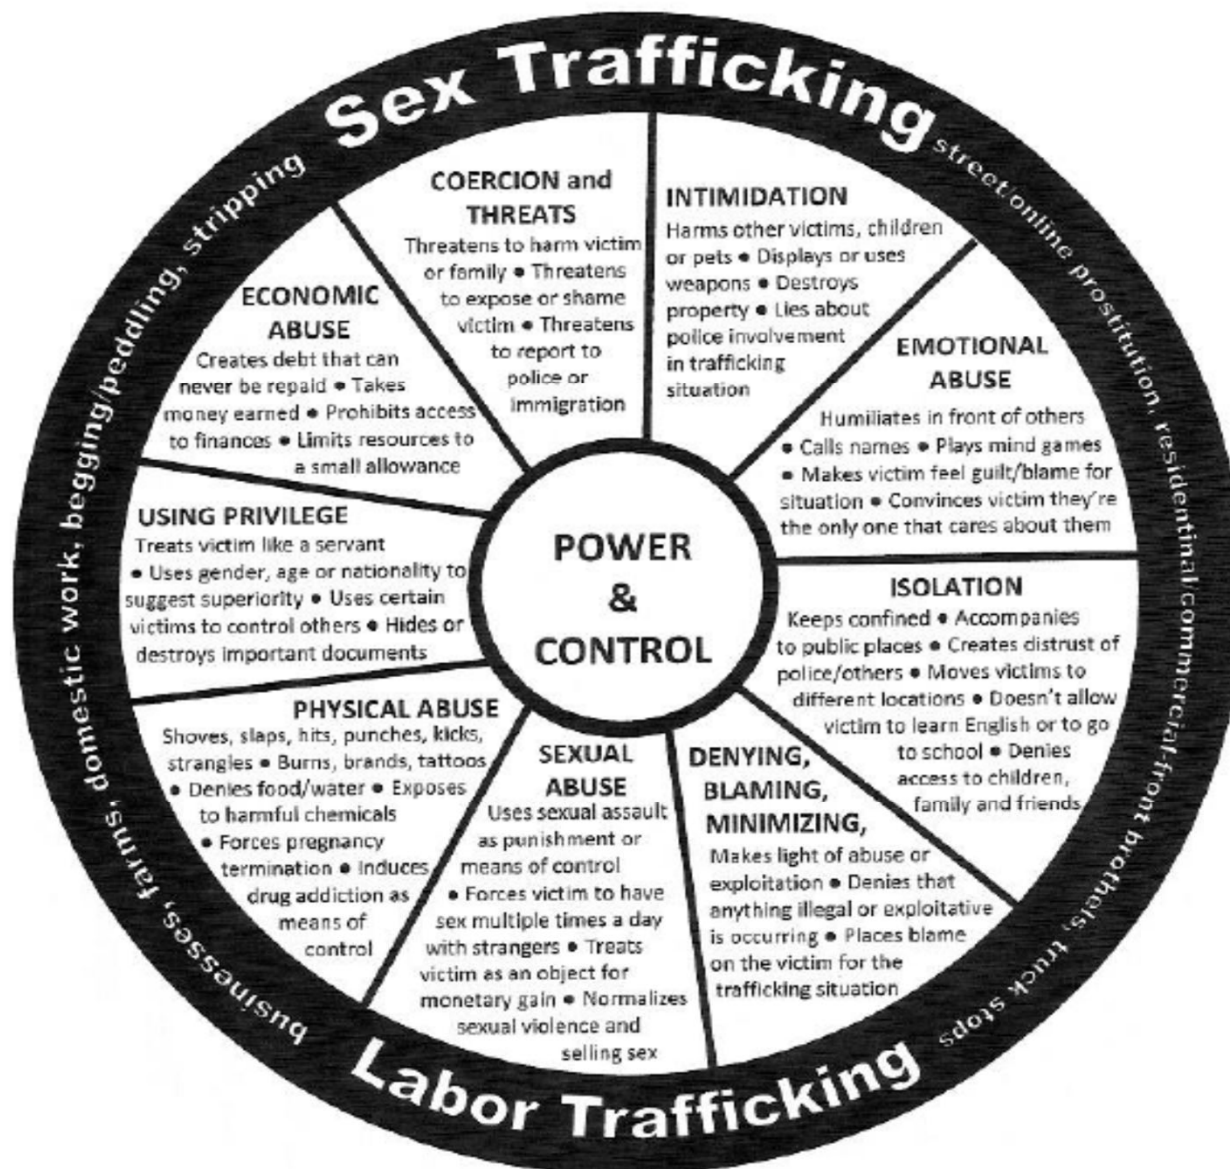 Sex Trafficking
street/online prostitution, residentinal/commercial-front brothels, truck stops
Labor Trafficking
businesses, farms, domestic work, begging/peddling, stripping
POWER
&
CONTROL
COERCION and
THREATS
Threatens to harm victim
or family • Threatens
to expose or shame
victim • Threatens
to report to
police or
immigration
INTIMIDATION
Harms other victims, children
or pets • Displays or uses
weapons • Destroys
property • Lies about
police involvement
in trafficking
situation
EMOTIONAL
ABUSE
Humiliates in front of others
• Calls names • Plays mind games
• Makes victim feel guilt/blame for
situation • Convinces victim they're
the only one that cares about them
ISOLATION
Keeps confined • Accompanies
to public places • Creates distrust of
police/others • Moves victims to
different locations • Doesn't allow
victim to learn English or to go
to school • Denies
access to children,
family and friends
DENYING,
BLAMING,
MINIMIZING,
Makes light of abuse or
exploitation • Denies that
anything illegal or exploitative
is occurring • Places blame
on the victim for the
trafficking situation
SEXUAL
ABUSE
Uses sexual assault
as punishment or
means of control
• Forces victim to have
sex multiple times a day
with strangers • Treats
victim as an object for
monetary gain • Normalizes
sexual violence and
selling sex
PHYSICAL ABUSE
Shoves, slaps, hits, punches, kicks,
strangles • Burns, brands, tattoos
• Denies food/water • Exposes
to harmful chemicals
• Forces pregnancy
termination • Induces
drug addiction as
means of
control
USING PRIVILEGE
Treats victim like a servant
• Uses gender, age or nationality to
suggest superiority • Uses certain
victims to control others • Hides or
destroys important documents
ECONOMIC
ABUSE
Creates debt that can
never be repaid • Takes
money earned • Prohibits access
to finances • Limits resources to
a small allowance